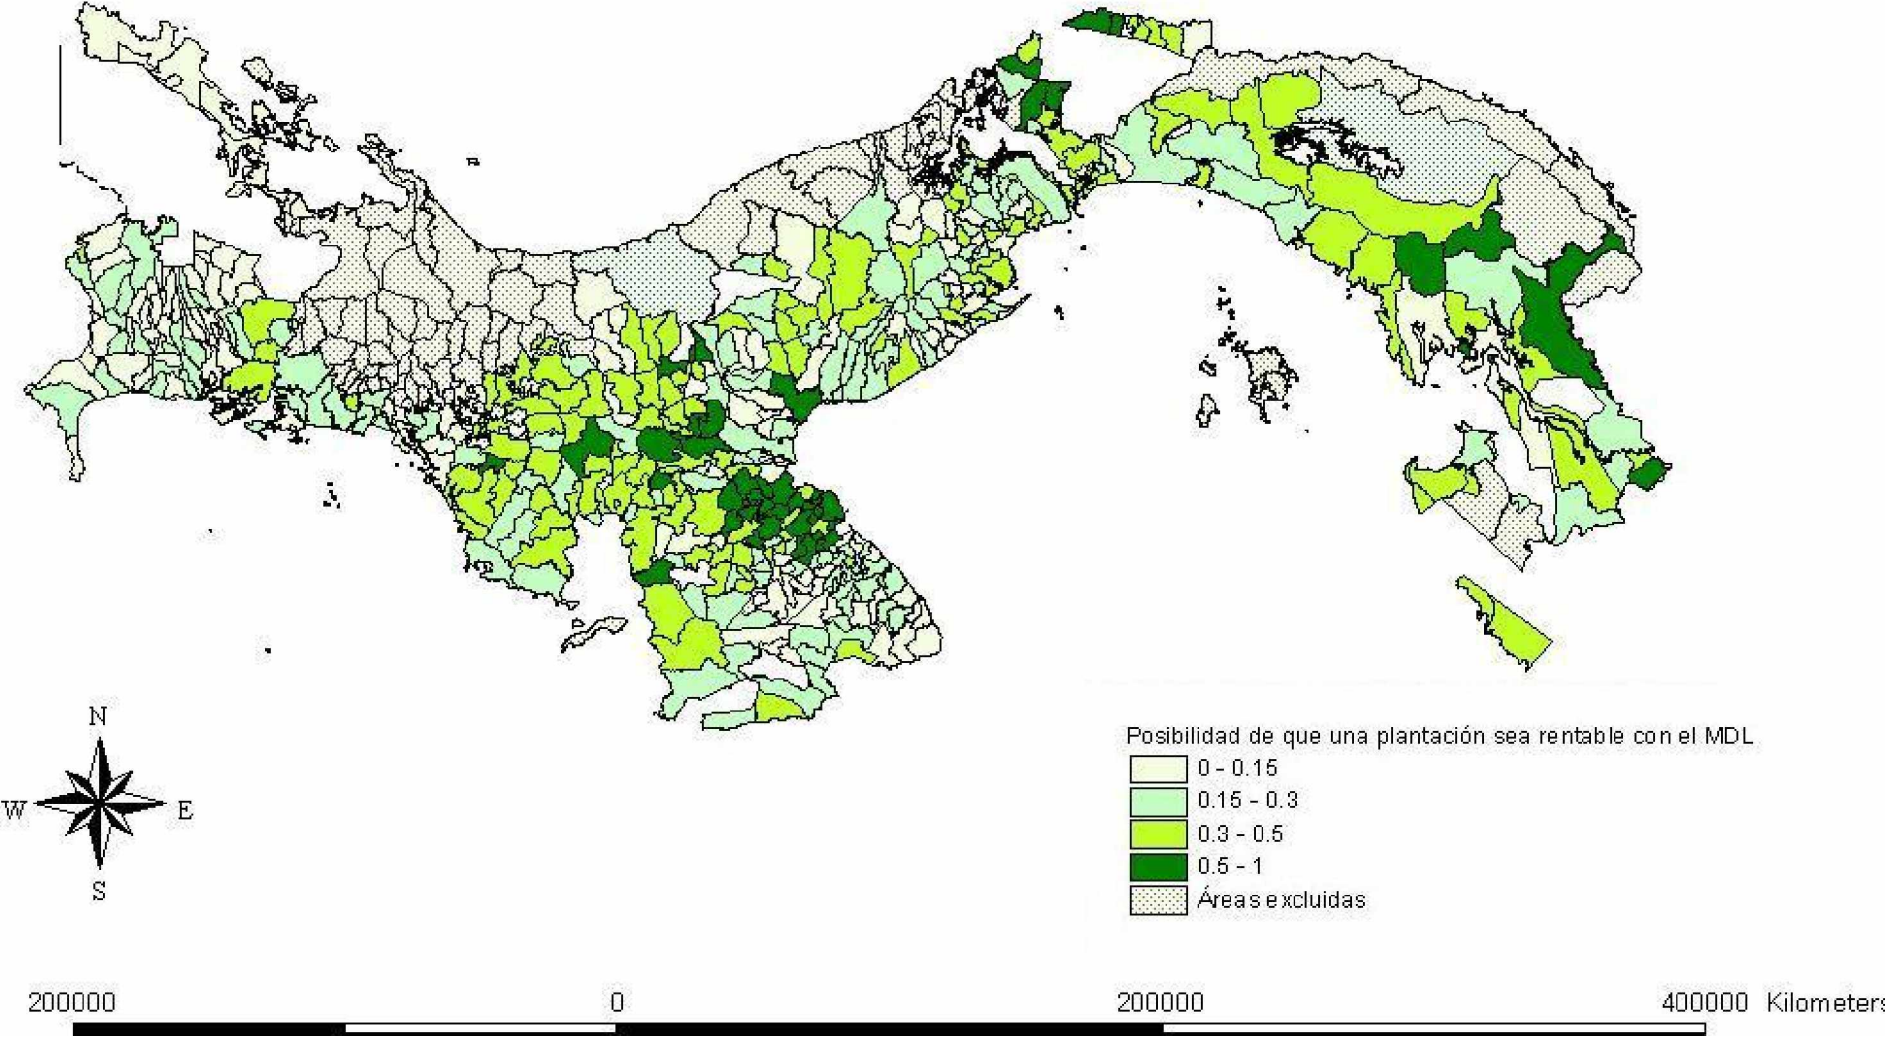 N
W E
S
Posibilidad de que una plantación sea rentable con el MDL
0 - 0.15
0.15 - 0.3
0.3 - 0.5
0.5 - 1
Áreas excluidas
200000 0 200000 400000 Kilometers